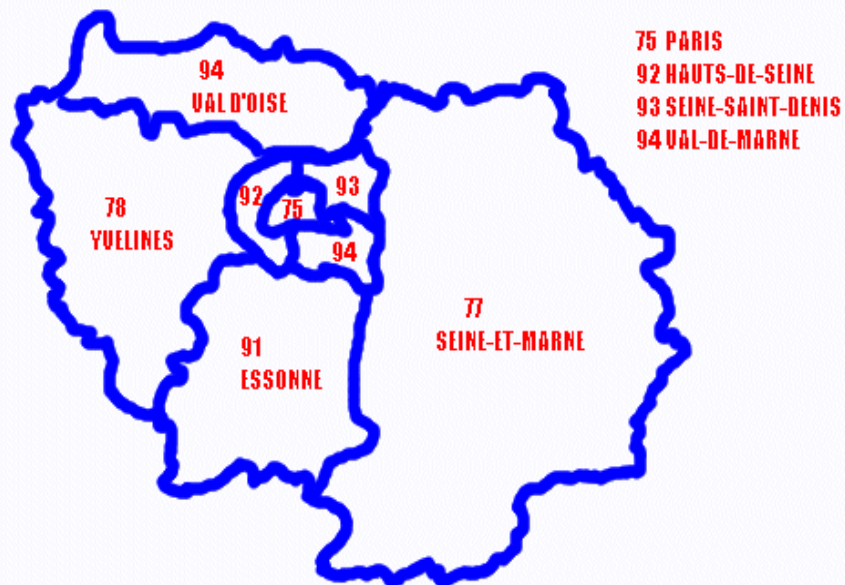 94
VAL D'OISE
75 PARIS
92 HAUTS-DE-SEINE
93 SEINE-SAINT-DENIS
94 VAL-DE-MARNE
92
93
75
78
YVELINES
94
77
SEINE-ET-MARNE
91
ESSONNE